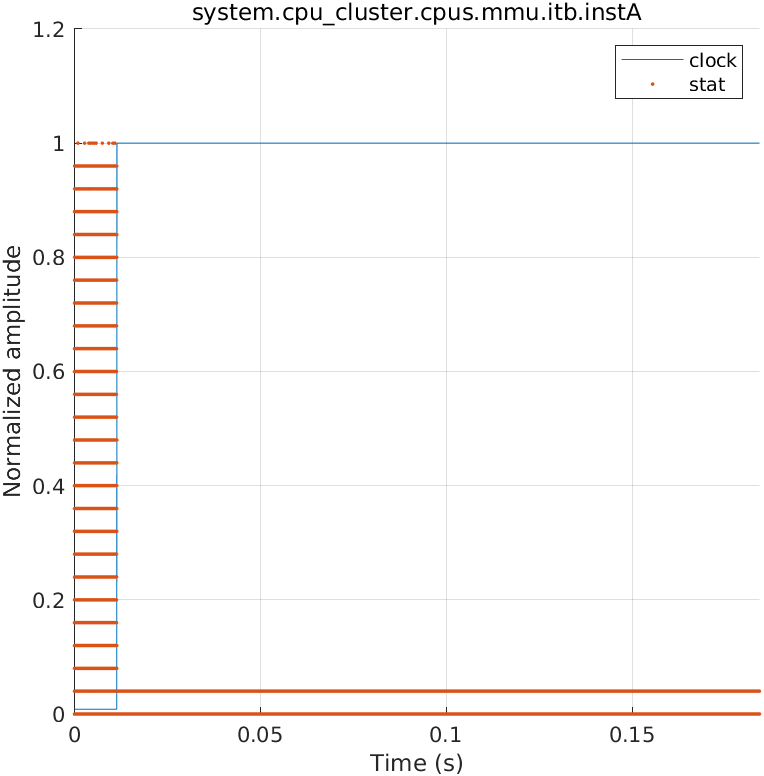 system.cpu_cluster.cpus.mmu.itb.instA
clock
stat
Normalized amplitude
1.2
1
0.8
0.6
0.4
0.2
0
0
0.05
0.1
0.15
Time (s)